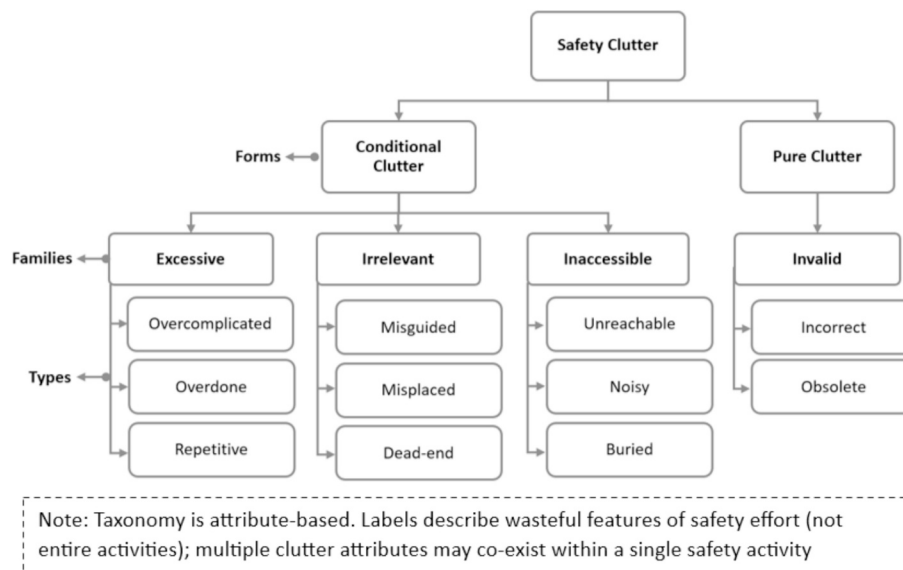 Safety Clutter
Forms
Conditional
Clutter
Pure Clutter
Families
Excessive
Irrelevant
Inaccessible
Invalid
Types
Overcomplicated
Overdone
Repetitive
Misguided
Misplaced
Dead-end
Unreachable
Noisy
Buried
Incorrect
Obsolete
Note: Taxonomy is attribute-based. Labels describe wasteful features of safety effort (not
entire activities); multiple clutter attributes may co-exist within a single safety activity